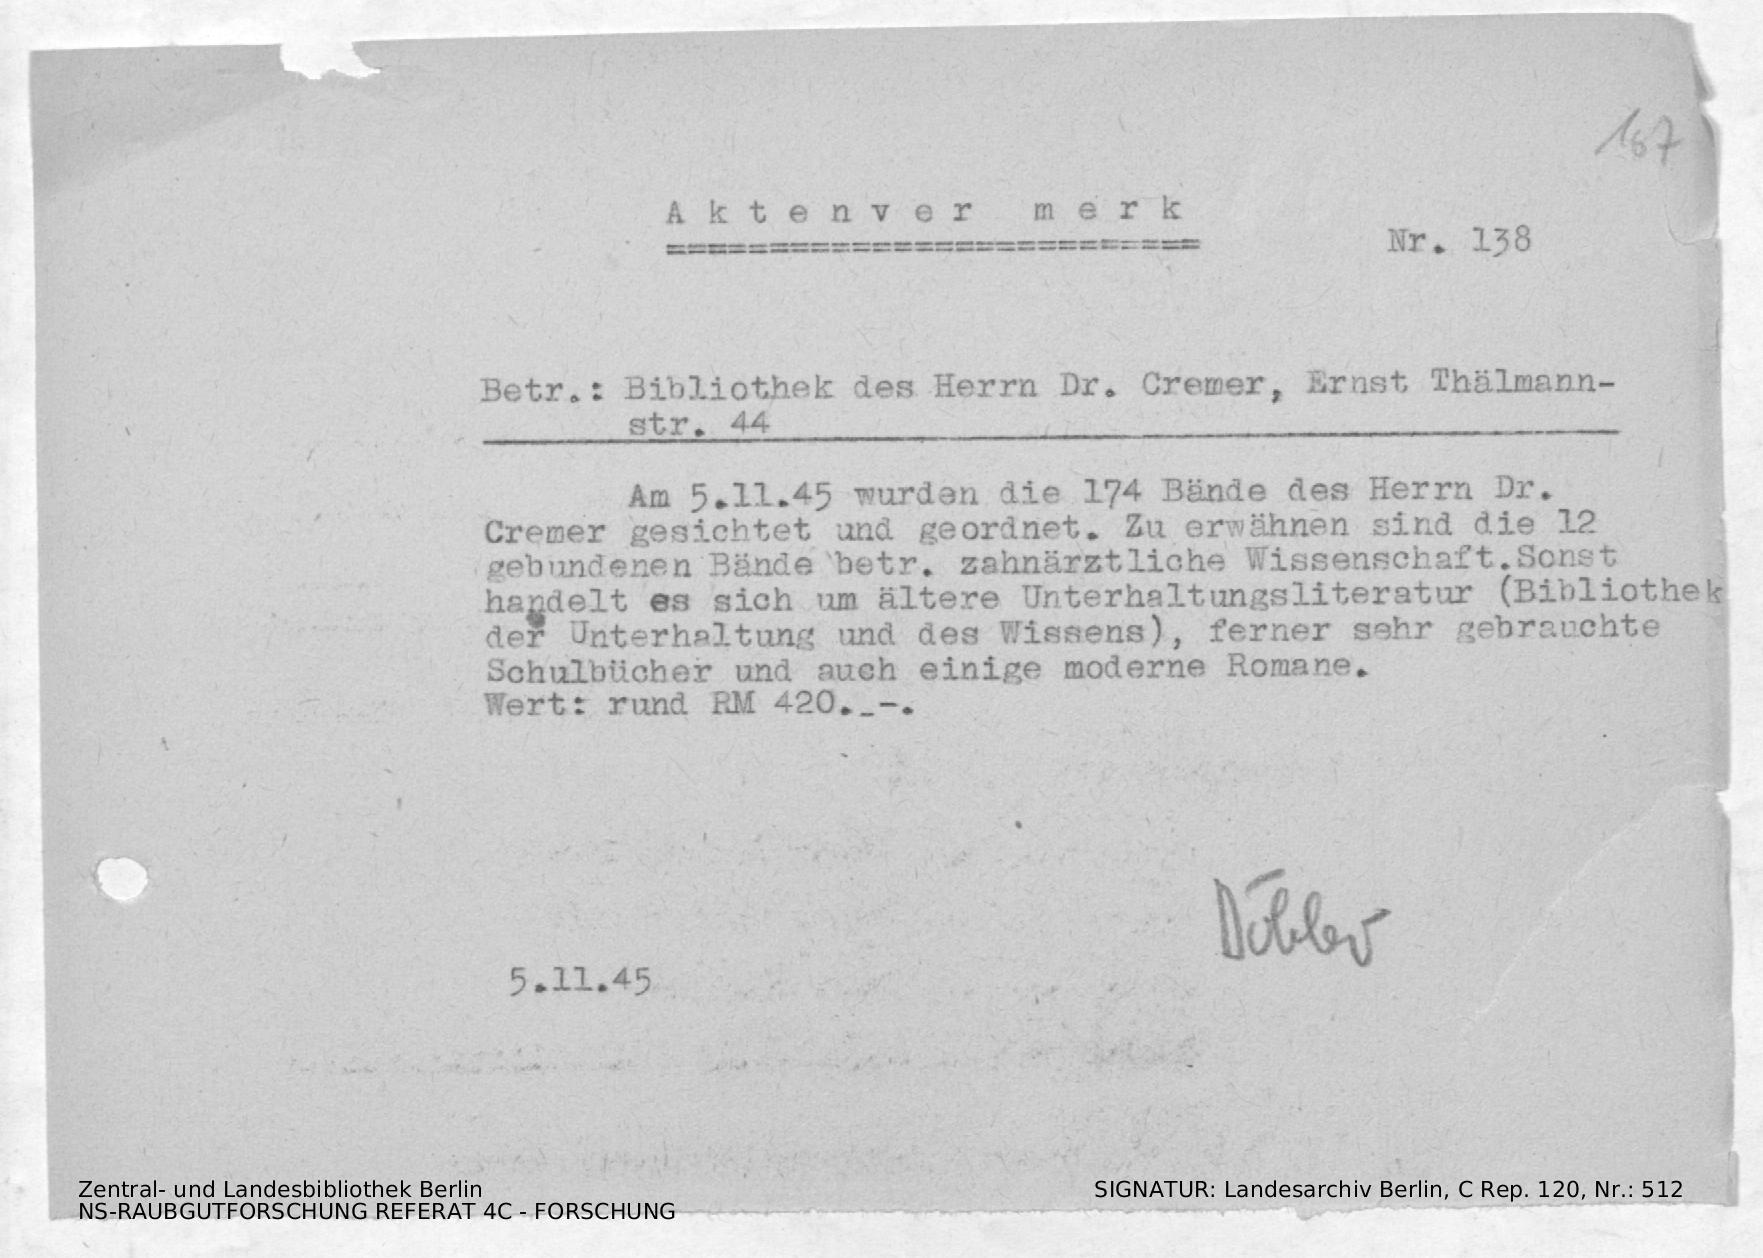 167
A k t e n v e r  m e r k
===========================
Nr. 138
Betr.: Bibliothek des Herrn Dr. Cremer, Ernst Thälmann-
str. 44
Am 5.11.45 wurden die 174 Bände des Herrn Dr.
Cremer gesichtet und geordnet. Zu erwähnen sind die 12
gebundenen Bände betr. zahnärztliche Wissenschaft.Sonst
handelt es sich um ältere Unterhaltungsliteratur (Bibliothek
der Unterhaltung und des Wissens), ferner sehr gebrauchte
Schulbücher und auch einige moderne Romane.
Wert: rund RM 420._-.
5.11.45
Zentral- und Landesbibliothek Berlin
NS-RAUBGUTFORSCHUNG REFERAT 4C - FORSCHUNG
SIGNATUR: Landesarchiv Berlin, C Rep. 120, Nr.: 512